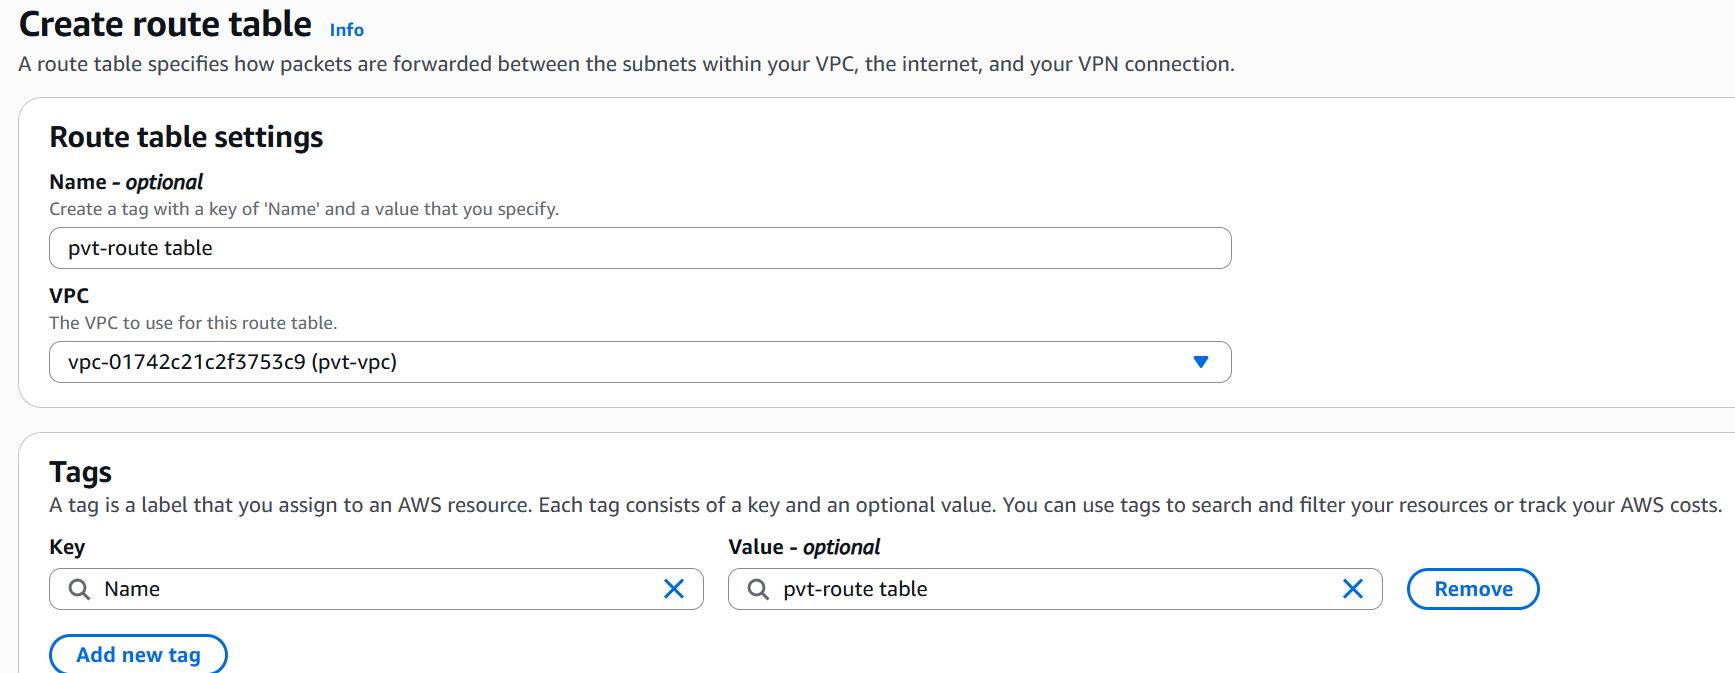 Create route table Info
A route table specifies how packets are forwarded between the subnets within your VPC, the internet, and your VPN connection.
Route table settings
Name - optional
Create a tag with a key of 'Name' and a value that you specify.
pvt-route table
VPC
The VPC to use for this route table.
vpc-01742c21c2f3753c9 (pvt-vpc)
Tags
A tag is a label that you assign to an AWS resource. Each tag consists of a key and an optional value. You can use tags to search and filter your resources or track your AWS costs.
Key Value - optional
Name pvt-route table Remove
Add new tag